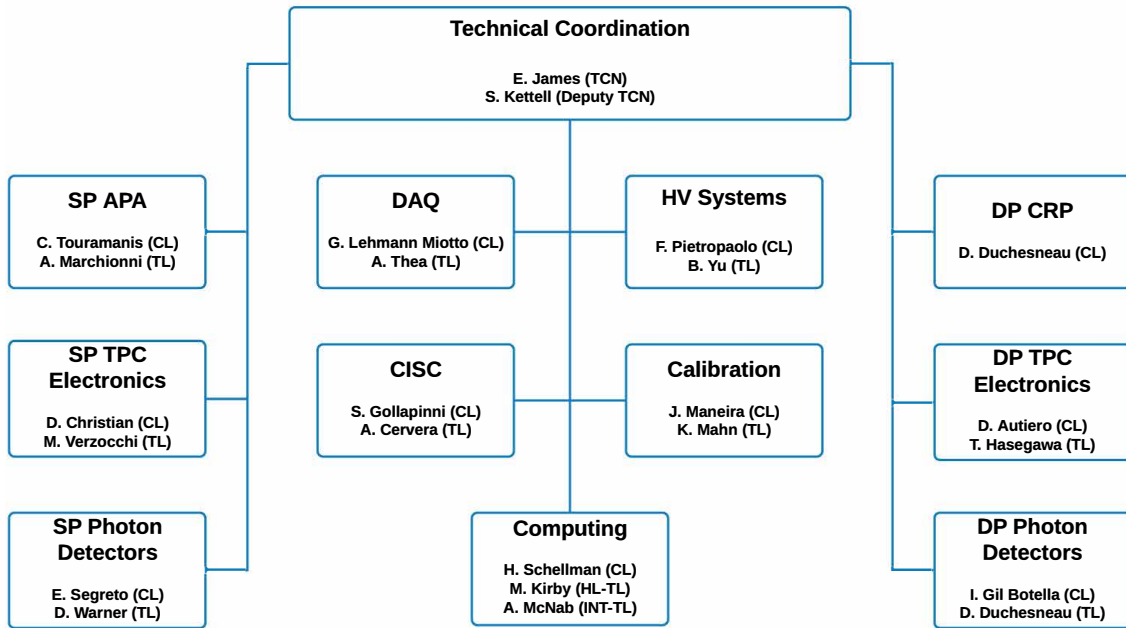 Technical Coordination
E. James (TCN)
S. Kettell (Deputy TCN)
SP APA
C. Touramanis (CL)
A. Marchionni (TL)
DAQ
G. Lehmann Miotto (CL)
A. Thea (TL)
HV Systems
F. Pietropaolo (CL)
B. Yu (TL)
DP CRP
D. Duchesneau (CL)
SP TPC
Electronics
D. Christian (CL)
M. Verzocchi (TL)
CISC
S. Gollapinni (CL)
A. Cervera (TL)
Calibration
J. Maneira (CL)
K. Mahn (TL)
DP TPC
Electronics
D. Autiero (CL)
T. Hasegawa (TL)
SP Photon
Detectors
E. Segreto (CL)
D. Warner (TL)
Computing
H. Schellman (CL)
M. Kirby (HL-TL)
A. McNab (INT-TL)
DP Photon
Detectors
I. Gil Botella (CL)
D. Duchesneau (TL)